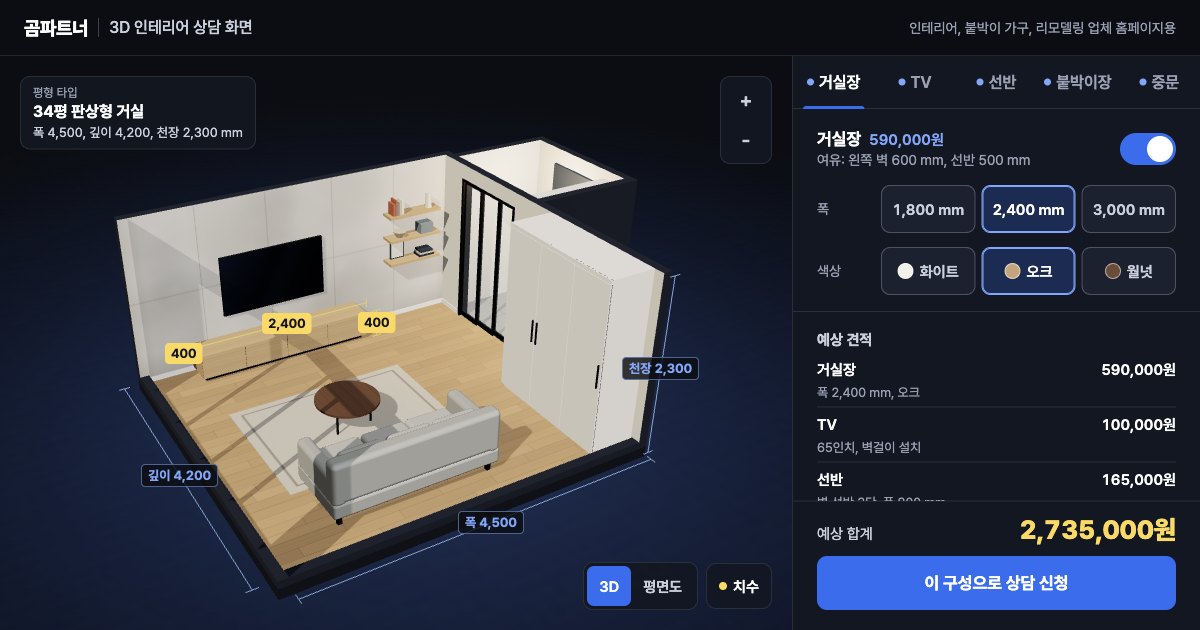 곰파트너
3D 인테리어 상담 화면
인테리어, 붙박이 가구, 리모델링 업체 홈페이지용
평형 타입
34평 판상형 거실
폭 4,500, 깊이 4,200, 천장 2,300 mm
+
-
400
2,400
400
천장 2,300
깊이 4,200
폭 4,500
3D
평면도
치수
거실장
TV
선반
붙박이장
중문
거실장 590,000원
여유: 왼쪽 벽 600 mm, 선반 500 mm
폭
1,800 mm
2,400 mm
3,000 mm
색상
화이트
오크
월넛
예상 견적
거실장 590,000원
폭 2,400 mm, 오크
TV 100,000원
65인치, 벽걸이 설치
선반 165,000원
예상 합계 2,735,000원
이 구성으로 상담 신청